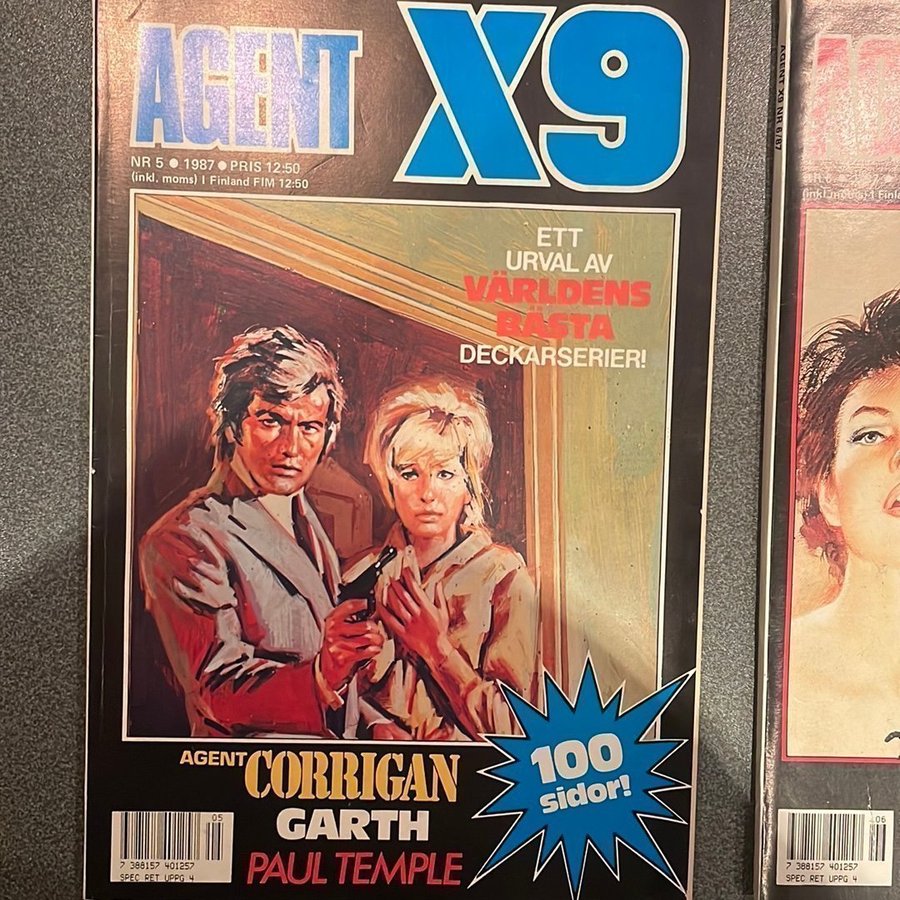 AGENT X9
NR 5 • 1987 • PRIS 12:50
(inkl. moms) I Finland FIM 12:50
ETT
URVAL AV
VÄRLDENS
BÄSTA
DECKARSERIER!
AGENT CORRIGAN
GARTH
PAUL TEMPLE
100
sidor!
05
7 388157 401257
SPEC RET UPPG 4
AGENT X9 NR 6/87
06
7 388157 401257
SPEC RET UPPG 4